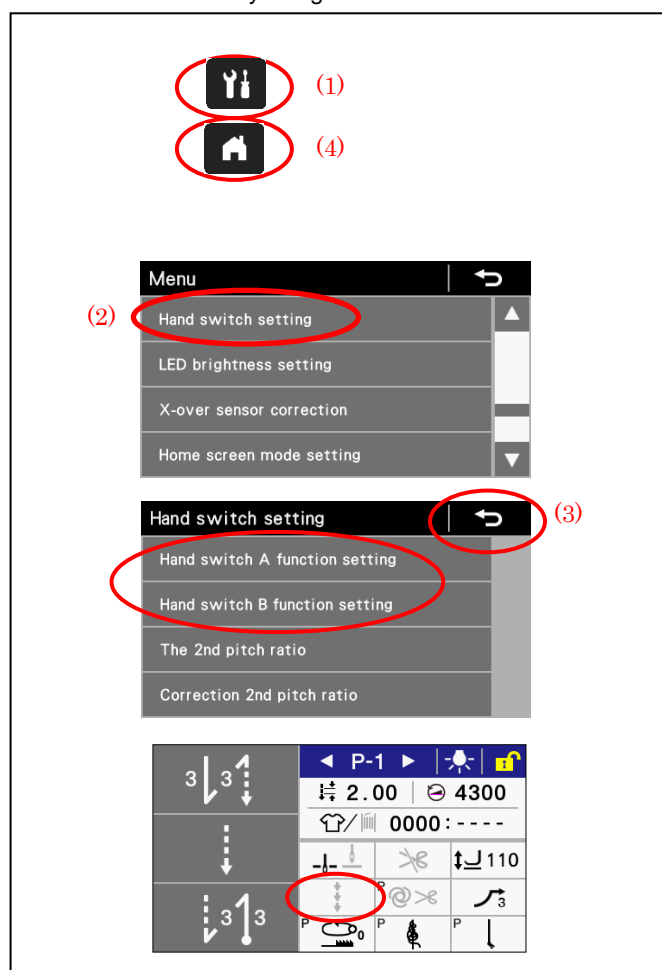 (1)
(4)
Menu
(2)
Hand switch setting
LED brightness setting
X-over sensor correction
Home screen mode setting
Hand switch setting
(3)
Hand switch A function setting
Hand switch B function setting
The 2nd pitch ratio
Correction 2nd pitch ratio
P-1
3 3
2.00 4300
/ 0000:----
110
P 3
3 3
P 0 P P